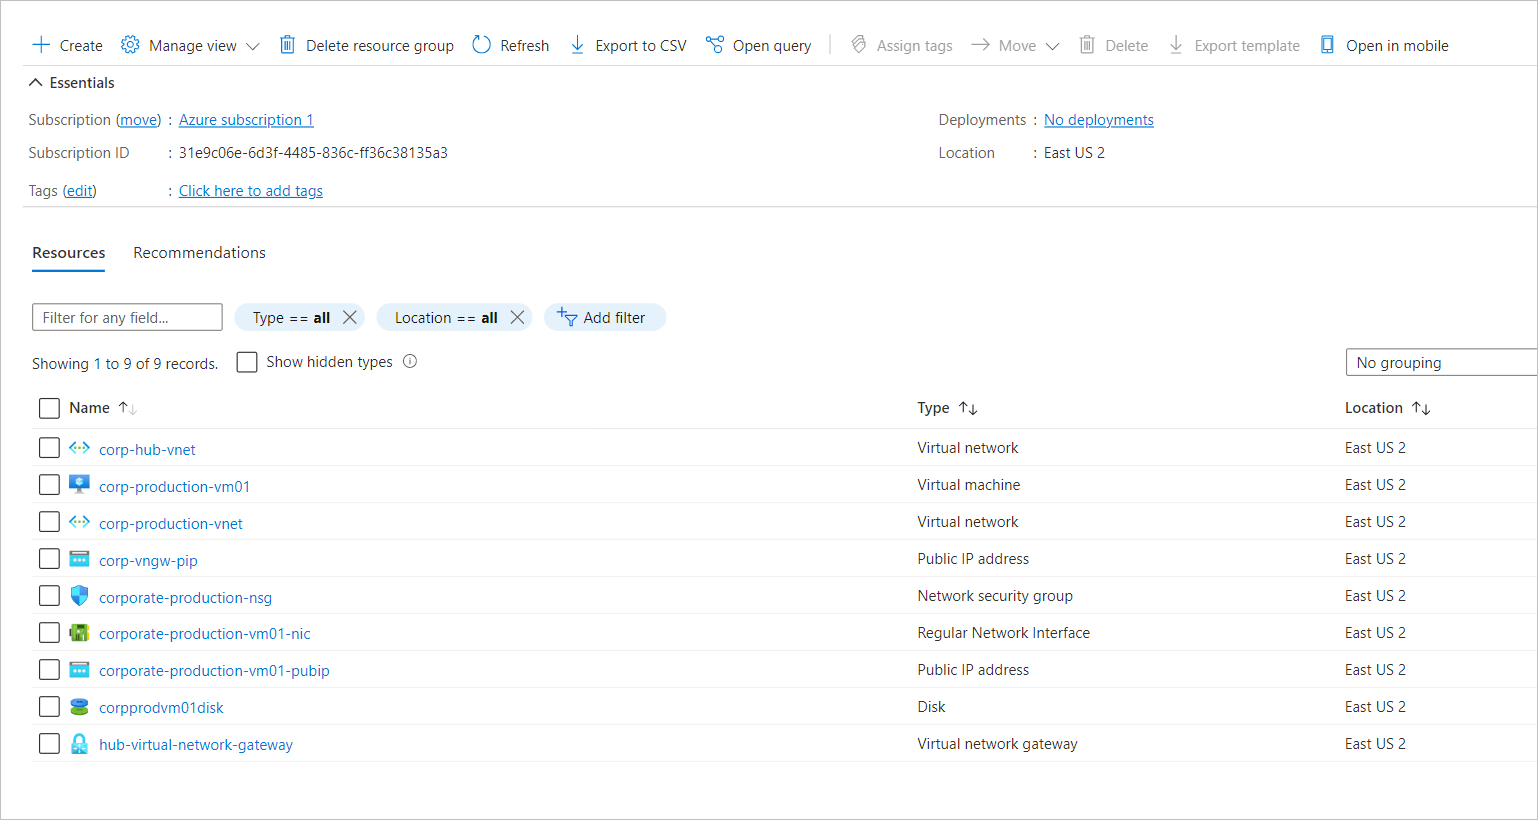 Create Manage view Delete resource group Refresh Export to CSV Open query Assign tags Move Delete Export template Open in mobile
Essentials
Subscription (move) : Azure subscription 1 Deployments : No deployments
Subscription ID : 31e9c06e-6d3f-4485-836c-ff36c38135a3 Location : East US 2
Tags (edit) : Click here to add tags
Resources Recommendations
Filter for any field... Type == all Location == all Add filter
Showing 1 to 9 of 9 records. Show hidden types No grouping
Name Type Location
corp-hub-vnet Virtual network East US 2
corp-production-vm01 Virtual machine East US 2
corp-production-vnet Virtual network East US 2
corp-vngw-pip Public IP address East US 2
corporate-production-nsg Network security group East US 2
corporate-production-vm01-nic Regular Network Interface East US 2
corporate-production-vm01-pubip Public IP address East US 2
corpprodvm01disk Disk East US 2
hub-virtual-network-gateway Virtual network gateway East US 2